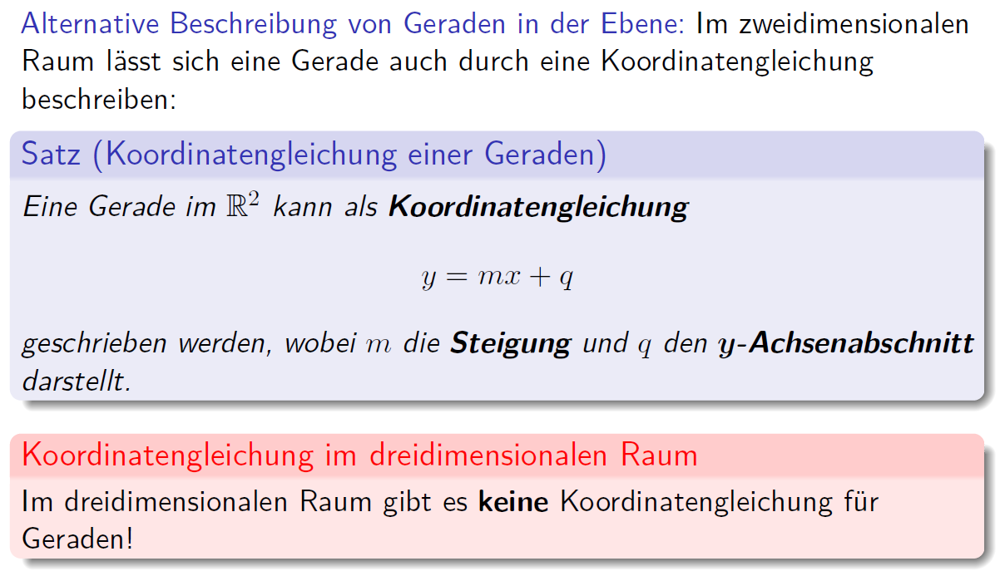 Alternative Beschreibung von Geraden in der Ebene: Im zweidimensionalen
Raum lässt sich eine Gerade auch durch eine Koordinatengleichung
beschreiben:
Satz (Koordinatengleichung einer Geraden)
Eine Gerade im ℝ² kann als Koordinatengleichung
y = mx + q
geschrieben werden, wobei m die Steigung und q den y-Achsenabschnitt
darstellt.
Koordinatengleichung im dreidimensionalen Raum
Im dreidimensionalen Raum gibt es keine Koordinatengleichung für
Geraden!